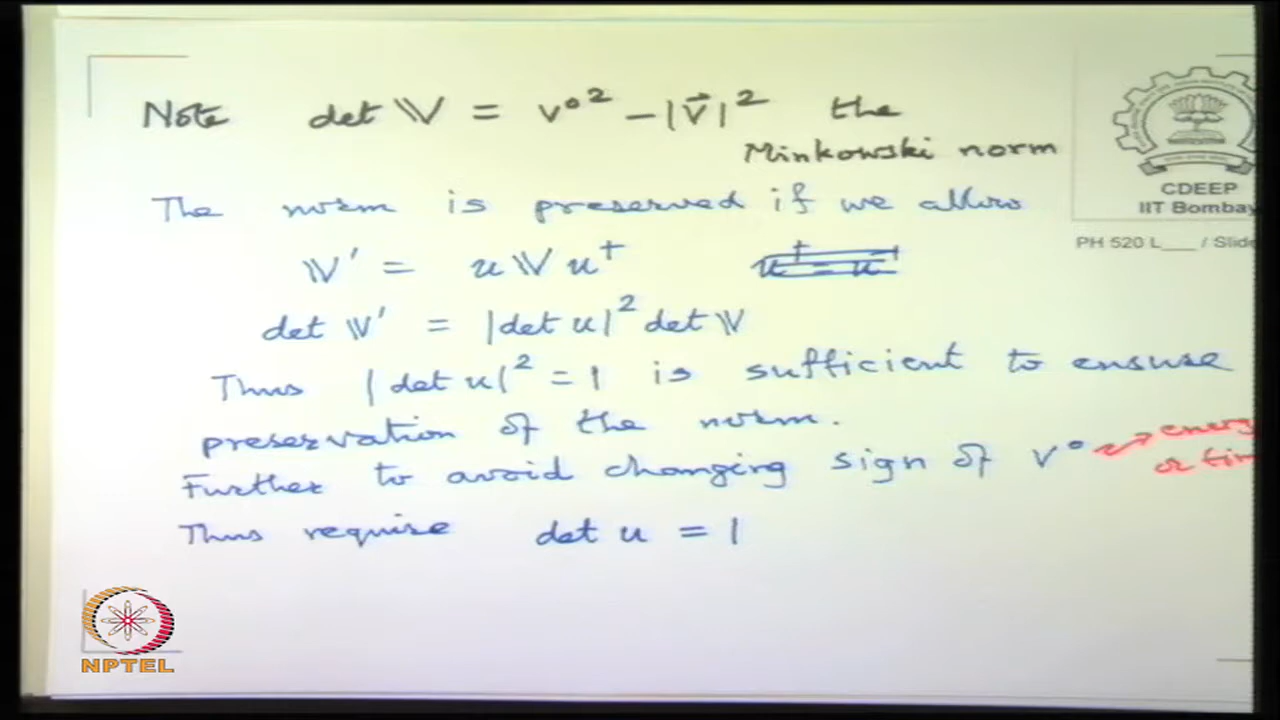 Note det 𝕍 = v⁰² − |v⃗|² the
Minkowski norm
CDEEP
IIT Bombay
PH 520 L___ / Slide
The norm is preserved if we allow
𝕍' = u 𝕍 u†
det 𝕍' = |det u|² det 𝕍
Thus |det u|² = 1 is sufficient to ensure
preservation of the norm.
Further to avoid changing sign of v⁰
Thus require det u = 1
NPTEL